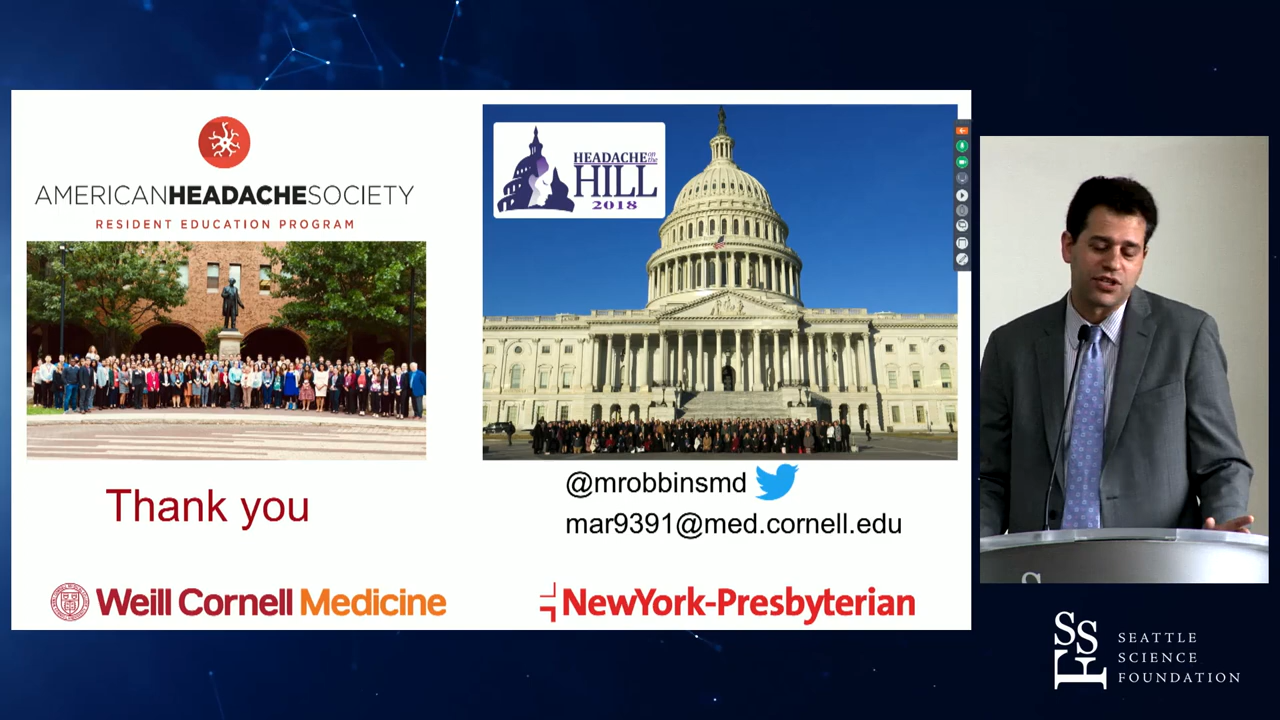 AMERICANHEADACHESOCIETY
RESIDENT EDUCATION PROGRAM
HEADACHE on the
HILL
2018
@mrobbinsmd
mar9391@med.cornell.edu
Thank you
Weill Cornell Medicine
NewYork-Presbyterian
SSF
SEATTLE
SCIENCE
FOUNDATION